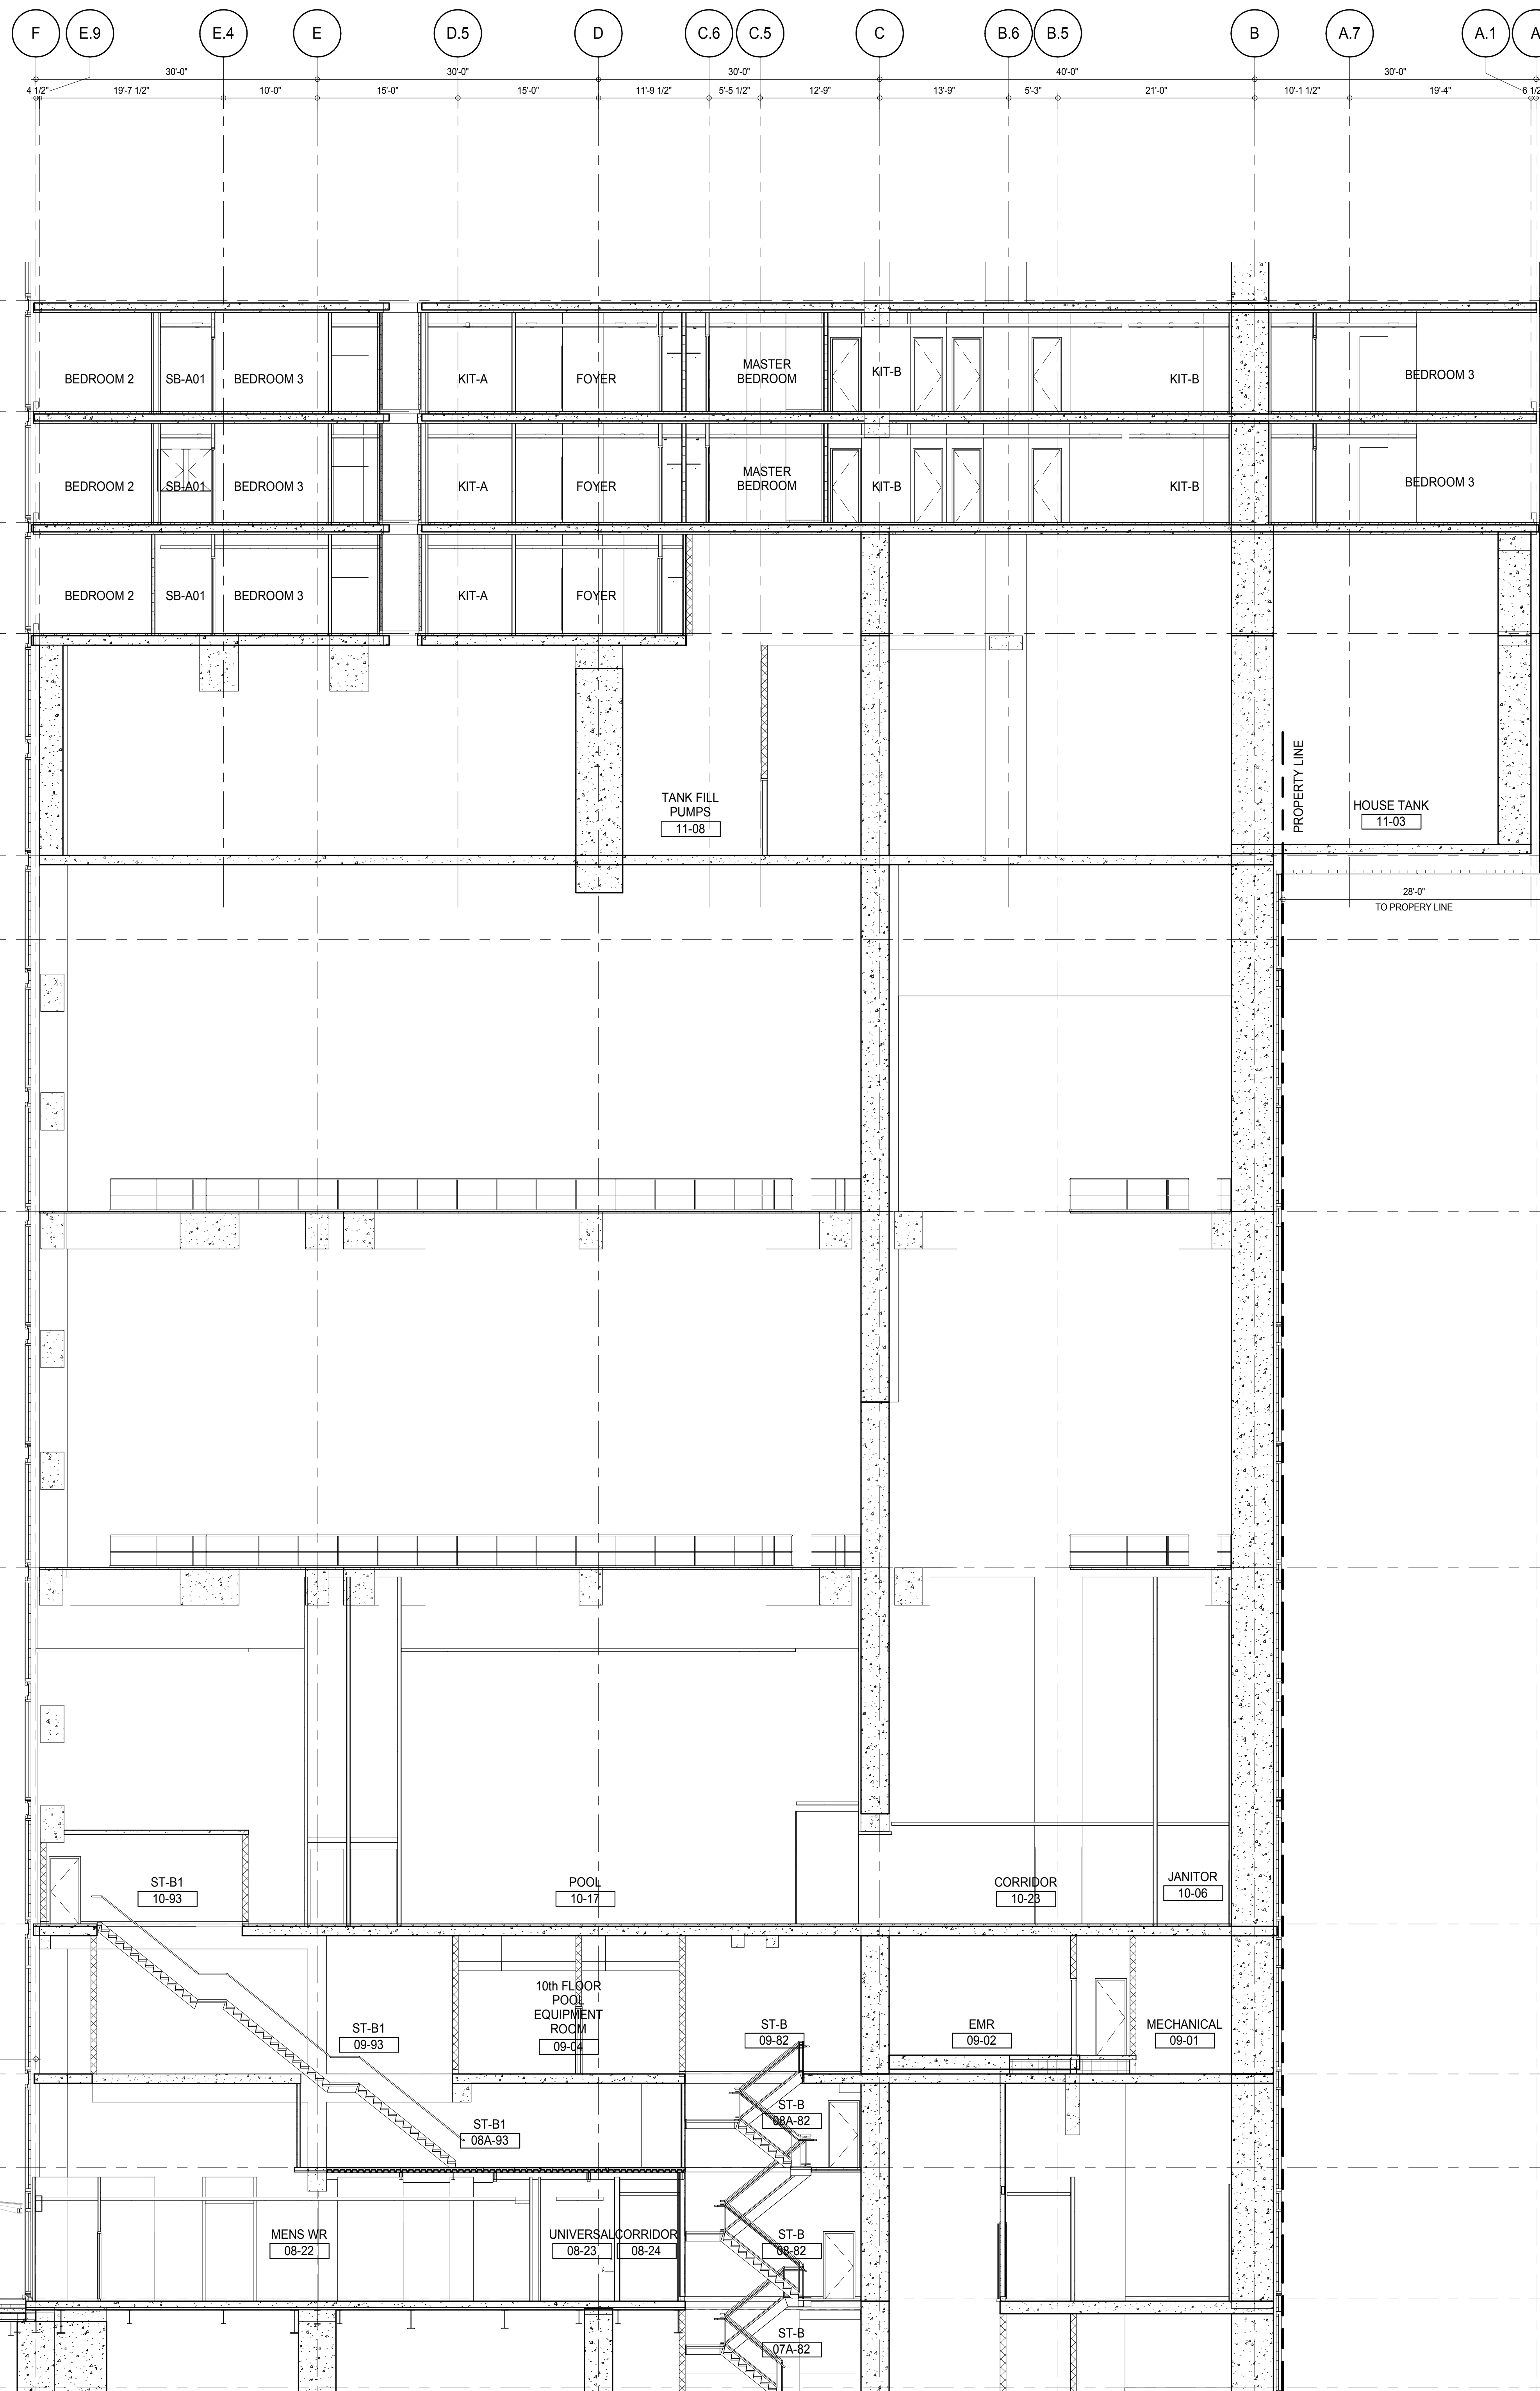 F E.9 E.4 E D.5 D C.6 C.5 C B.6 B.5 B A.7 A.1 A
30'-0" 30'-0" 30'-0" 40'-0" 30'-0"
4 1/2" 19'-7 1/2" 10'-0" 15'-0" 15'-0" 11'-9 1/2" 5'-5 1/2" 12'-9" 13'-9" 5'-3" 21'-0" 10'-1 1/2" 19'-4" 6 1/2
BEDROOM 2
SB-A01
BEDROOM 3
KIT-A
FOYER
MASTER
BEDROOM
KIT-B
KIT-B
BEDROOM 3
BEDROOM 2
SB-A01
BEDROOM 3
KIT-A
FOYER
MASTER
BEDROOM
KIT-B
KIT-B
BEDROOM 3
BEDROOM 2
SB-A01
BEDROOM 3
KIT-A
FOYER
TANK FILL
PUMPS
11-08
PROPERTY LINE
HOUSE TANK
11-03
28'-0"
TO PROPERY LINE
ST-B1
10-93
POOL
10-17
CORRIDOR
10-23
JANITOR
10-06
ST-B1
09-93
10th FLOOR
POOL
EQUIPMENT
ROOM
09-04
ST-B
09-82
EMR
09-02
MECHANICAL
09-01
ST-B1
08A-93
ST-B
08A-82
MENS WR
08-22
UNIVERSAL
08-23
CORRIDOR
08-24
ST-B
08-82
ST-B
07A-82